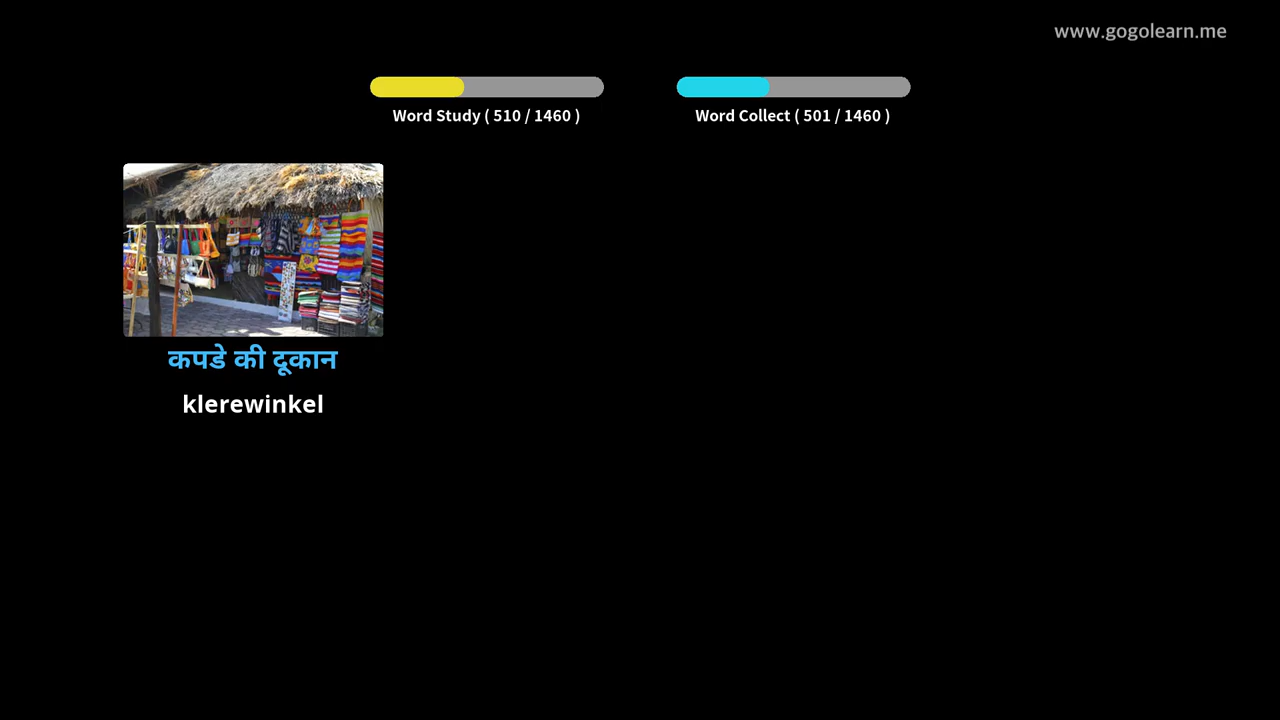 www.gogolearn.me
Word Study ( 510 / 1460 )
Word Collect ( 501 / 1460 )
कपडे की दूकान
klerewinkel